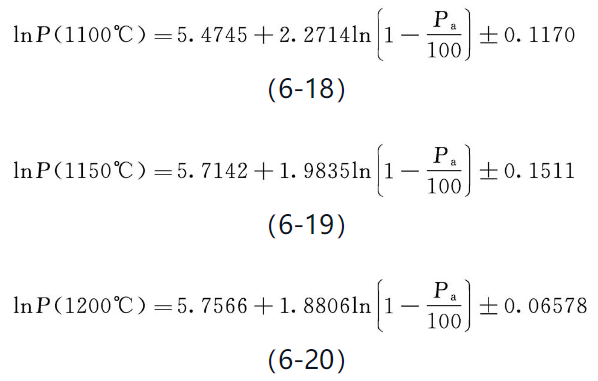 lnP(1100℃)=5.4745+2.2714ln(1-Pa/100)±0.1170
(6-18)
lnP(1150℃)=5.7142+1.9835ln(1-Pa/100)±0.1511
(6-19)
lnP(1200℃)=5.7566+1.8806ln(1-Pa/100)±0.06578
(6-20)